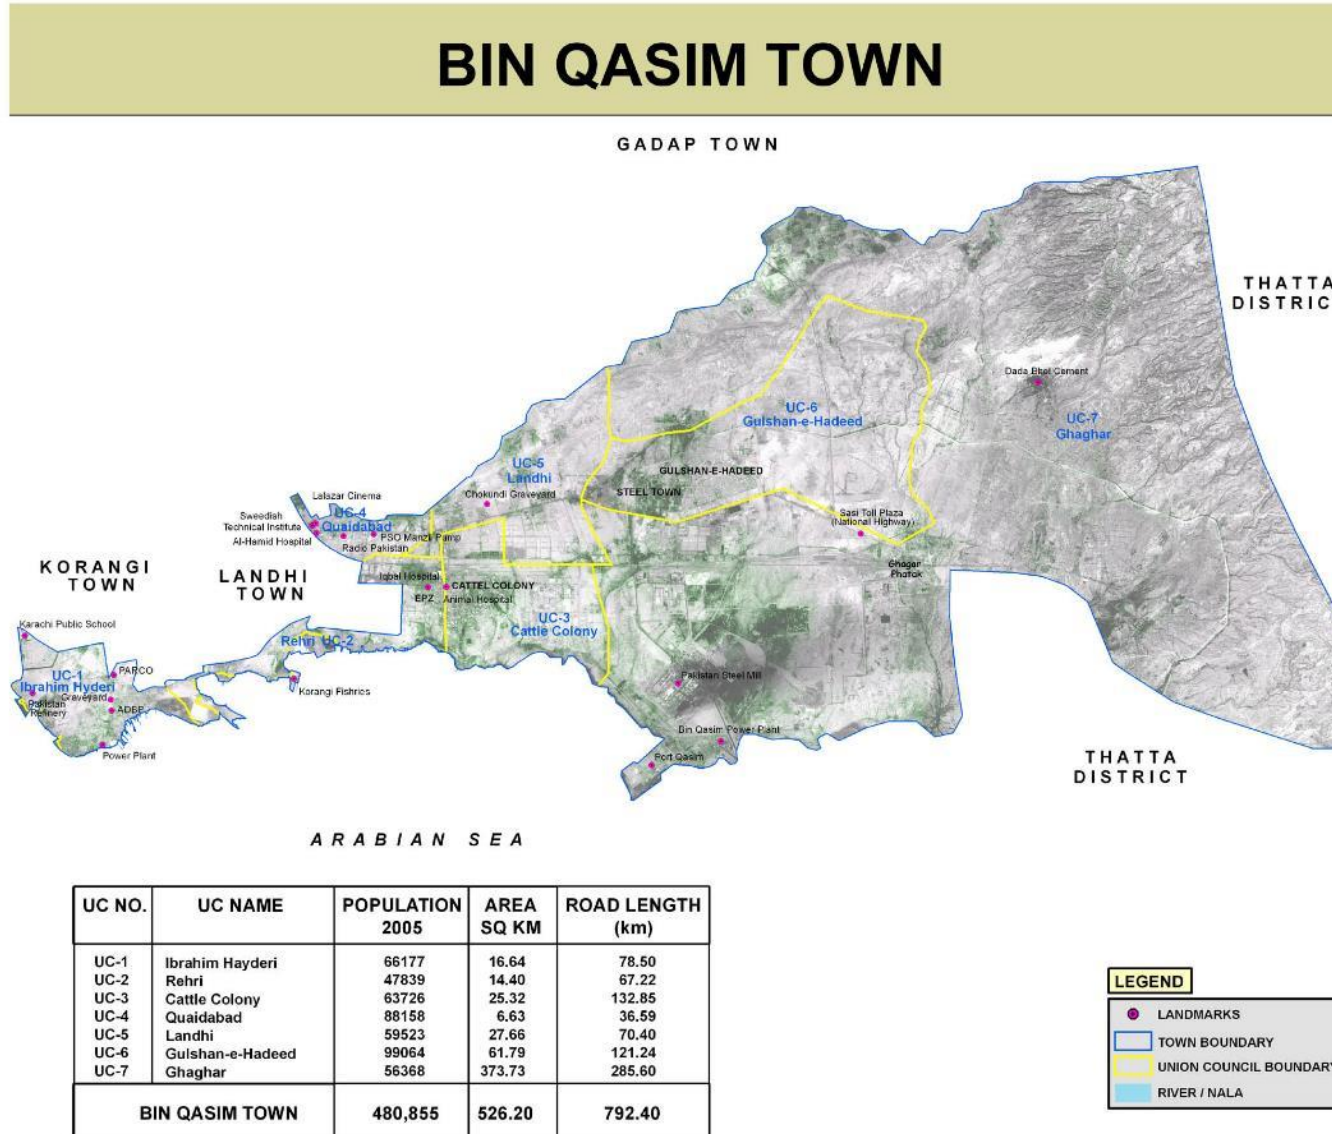 BIN QASIM TOWN
GADAP TOWN
THATTA
DISTRIC
Dada Bhai Cement
UC-6
Gulshan-e-Hadeed
UC-7
Ghaghar
UC-5
Landhi
GULSHAN-E-HADEED
STEEL TOWN
Chokundi Graveyard
Lalazar Cinema
UC-4
Quaidabad
Sweedish
Technical Institute
Al-Hamid Hospital
PSO Manzil Pump
Radio Pakistan
Sasi Toll Plaza
(National Highway)
Ghagar
Phatak
KORANGI
TOWN
LANDHI
TOWN
Iqbal Hospital
CATTEL COLONY
EPZ
Animal Hospital
UC-3
Cattle Colony
Karachi Public School
Rehri UC-2
PARCO
UC-1
Ibrahim Hyderi
Korangi Fishries
Graveyard
Pakistan
Refinery
ADBP
Power Plant
Pakistan Steel Mill
Bin Qasim Power Plant
Port Qasim
THATTA
DISTRICT
ARABIAN SEA
UC NO. UC NAME POPULATION 2005 AREA SQ KM ROAD LENGTH (km)
UC-1 Ibrahim Hayderi 66177 16.64 78.50
UC-2 Rehri 47839 14.40 67.22
UC-3 Cattle Colony 63726 25.32 132.85
UC-4 Quaidabad 88158 6.63 36.59
UC-5 Landhi 59523 27.66 70.40
UC-6 Gulshan-e-Hadeed 99064 61.79 121.24
UC-7 Ghaghar 56368 373.73 285.60
BIN QASIM TOWN 480,855 526.20 792.40
LEGEND
LANDMARKS
TOWN BOUNDARY
UNION COUNCIL BOUNDARY
RIVER / NALA